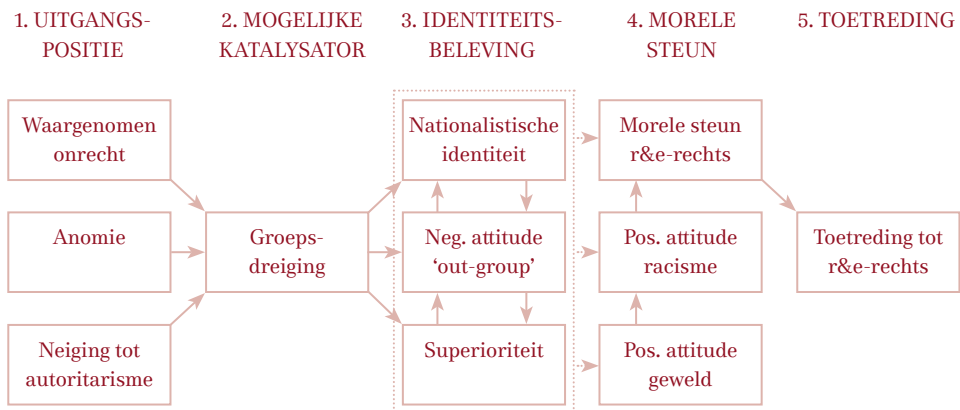 1. UITGANGS-
POSITIE
2. MOGELIJKE
KATALYSATOR
3. IDENTITEITS-
BELEVING
4. MORELE
STEUN
5. TOETREDING
Waargenomen
onrecht
Anomie
Neiging tot
autoritarisme
Groeps-
dreiging
Nationalistische
identiteit
Neg. attitude
‘out-group’
Superioriteit
Morele steun
r&e-rechts
Pos. attitude
racisme
Pos. attitude
geweld
Toetreding tot
r&e-rechts